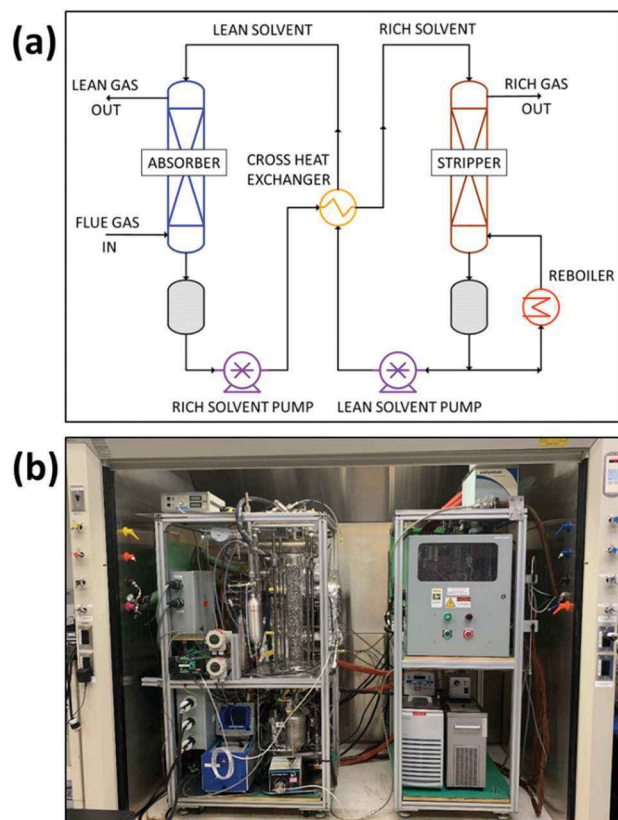 (a)
LEAN SOLVENT
RICH SOLVENT
LEAN GAS
OUT
RICH GAS
OUT
ABSORBER
CROSS HEAT
EXCHANGER
STRIPPER
FLUE GAS
IN
REBOILER
RICH SOLVENT PUMP
LEAN SOLVENT PUMP
(b)